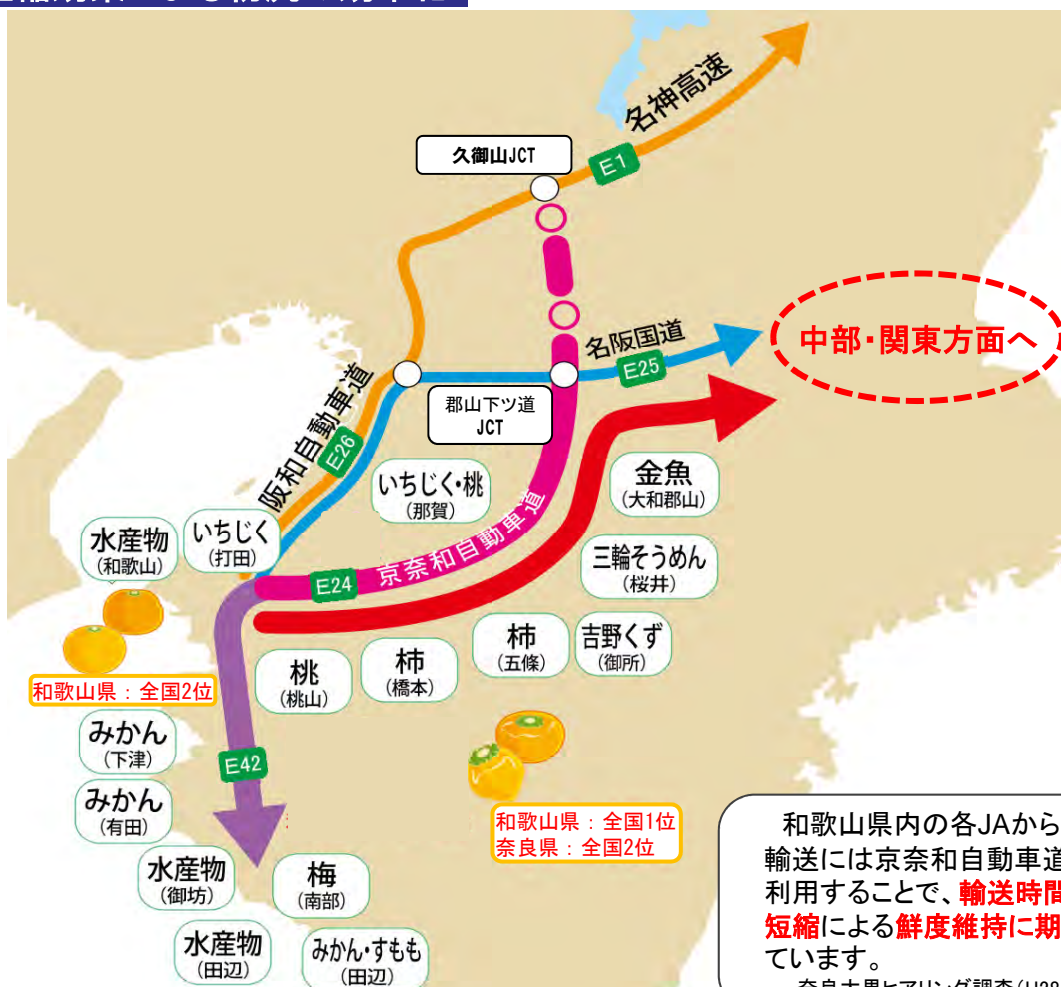 久御山JCT
名神高速
E1
中部・関東方面へ
名阪国道
E25
郡山下ツ道
JCT
阪和自動車道
E26
いちじく・桃
(那賀)
金魚
(大和郡山)
水産物
(和歌山)
いちじく
(打田)
京奈和自動車道
E24
三輪そうめん
(桜井)
柿
(五條)
吉野くず
(御所)
桃
(桃山)
柿
(橋本)
和歌山県：全国2位
みかん
(下津)
E42
みかん
(有田)
和歌山県：全国1位
奈良県：全国2位
水産物
(御坊)
梅
(南部)
水産物
(田辺)
みかん・すもも
(田辺)
和歌山県内の各JAから
輸送には京奈和自動車道
利用することで、輸送時間
短縮による鮮度維持に期
ています。